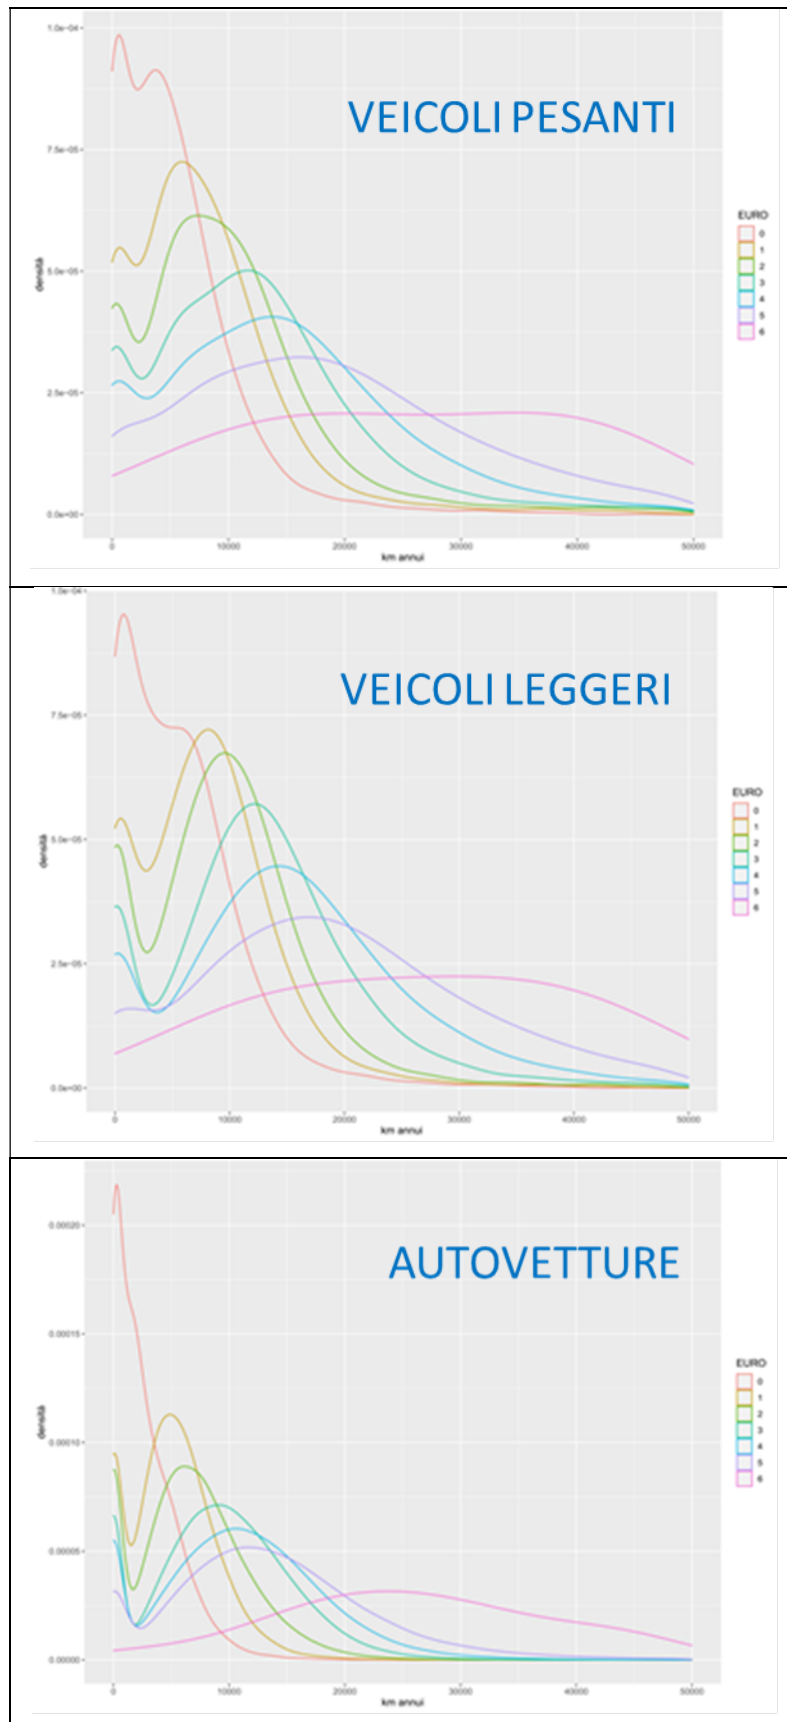 1.0e-04
VEICOLI PESANTI
7.5e-05
EURO
0
1
2
3
4
5
6
5.0e-05
densità
2.5e-05
0.0e+00
0
10000
20000
30000
40000
50000
km annui
1.0e-04
VEICOLI LEGGERI
7.5e-05
EURO
0
1
2
3
4
5
6
5.0e-05
densità
2.5e-05
0.0e+00
0
10000
20000
30000
40000
50000
km annui
0.00020
AUTOVETTURE
0.00015
EURO
0
1
2
3
4
5
6
0.00010
densità
0.00005
0.00000
0
10000
20000
30000
40000
50000
km annui